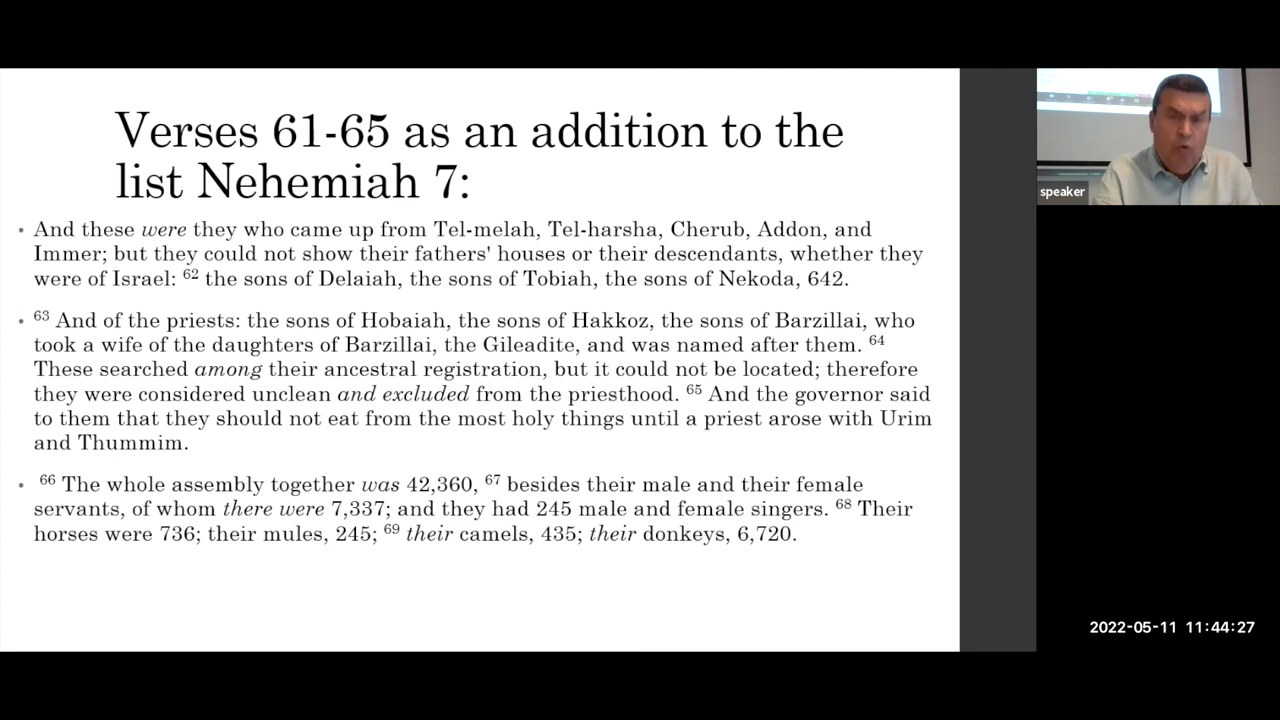 Verses 61-65 as an addition to the
list Nehemiah 7:
• And these were they who came up from Tel-melah, Tel-harsha, Cherub, Addon, and
Immer; but they could not show their fathers' houses or their descendants, whether they
were of Israel: 62 the sons of Delaiah, the sons of Tobiah, the sons of Nekoda, 642.
• 63 And of the priests: the sons of Hobaiah, the sons of Hakkoz, the sons of Barzillai, who
took a wife of the daughters of Barzillai, the Gileadite, and was named after them. 64
These searched among their ancestral registration, but it could not be located; therefore
they were considered unclean and excluded from the priesthood. 65 And the governor said
to them that they should not eat from the most holy things until a priest arose with Urim
and Thummim.
• 66 The whole assembly together was 42,360, 67 besides their male and their female
servants, of whom there were 7,337; and they had 245 male and female singers. 68 Their
horses were 736; their mules, 245; 69 their camels, 435; their donkeys, 6,720.
speaker
2022-05-11 11:44:27